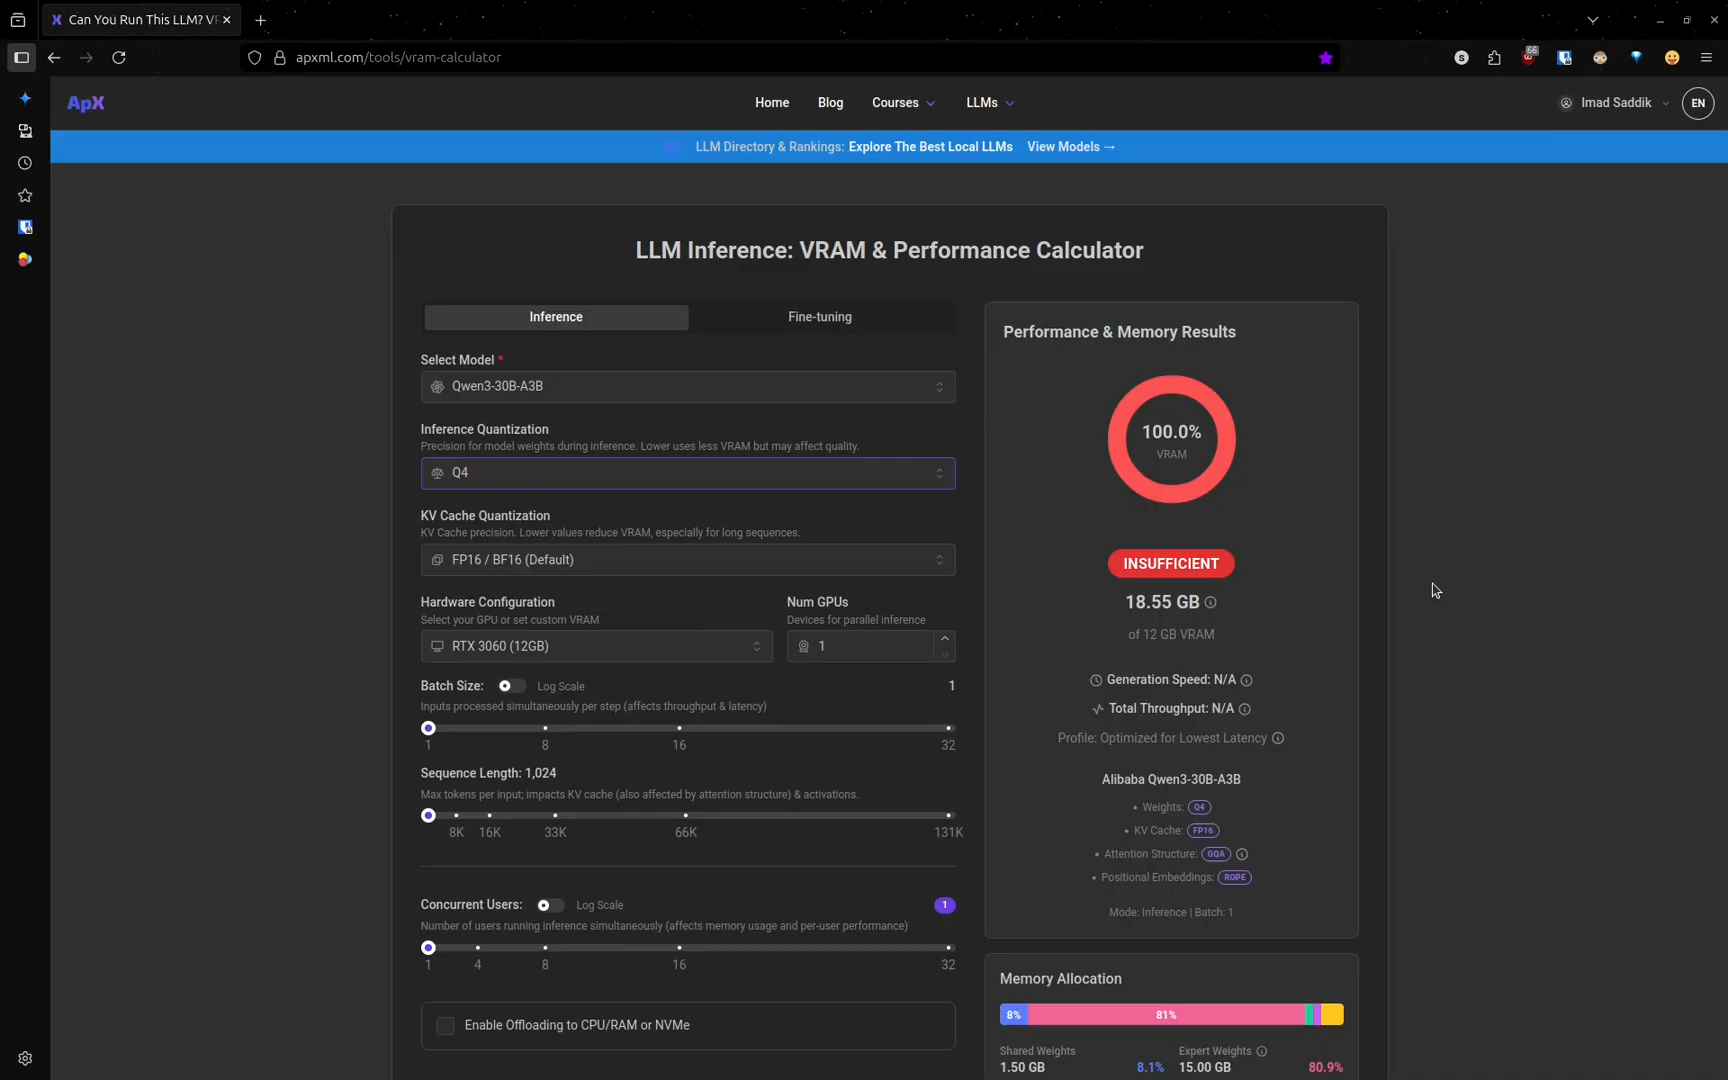 Can You Run This LLM? VR
apxml.com/tools/vram-calculator
66
ApX
Home
Blog
Courses
LLMs
Imad Saddik
EN
LLM Directory & Rankings: Explore The Best Local LLMs View Models →
LLM Inference: VRAM & Performance Calculator
Inference
Fine-tuning
Select Model *
Qwen3-30B-A3B
Inference Quantization
Precision for model weights during inference. Lower uses less VRAM but may affect quality.
Q4
KV Cache Quantization
KV Cache precision. Lower values reduce VRAM, especially for long sequences.
FP16 / BF16 (Default)
Hardware Configuration
Select your GPU or set custom VRAM
RTX 3060 (12GB)
Num GPUs
Devices for parallel inference
1
Batch Size:
Log Scale
1
Inputs processed simultaneously per step (affects throughput & latency)
1 8 16 32
Sequence Length: 1,024
Max tokens per input; impacts KV cache (also affected by attention structure) & activations.
8K 16K 33K 66K 131K
Concurrent Users:
Log Scale
1
Number of users running inference simultaneously (affects memory usage and per-user performance)
1 4 8 16 32
Enable Offloading to CPU/RAM or NVMe
Performance & Memory Results
100.0%
VRAM
INSUFFICIENT
18.55 GB
of 12 GB VRAM
Generation Speed: N/A
Total Throughput: N/A
Profile: Optimized for Lowest Latency
Alibaba Qwen3-30B-A3B
• Weights: Q4
• KV Cache: FP16
• Attention Structure: GQA
• Positional Embeddings: ROPE
Mode: Inference | Batch: 1
Memory Allocation
8% 81%
Shared Weights
1.50 GB 8.1%
Expert Weights
15.00 GB 80.9%